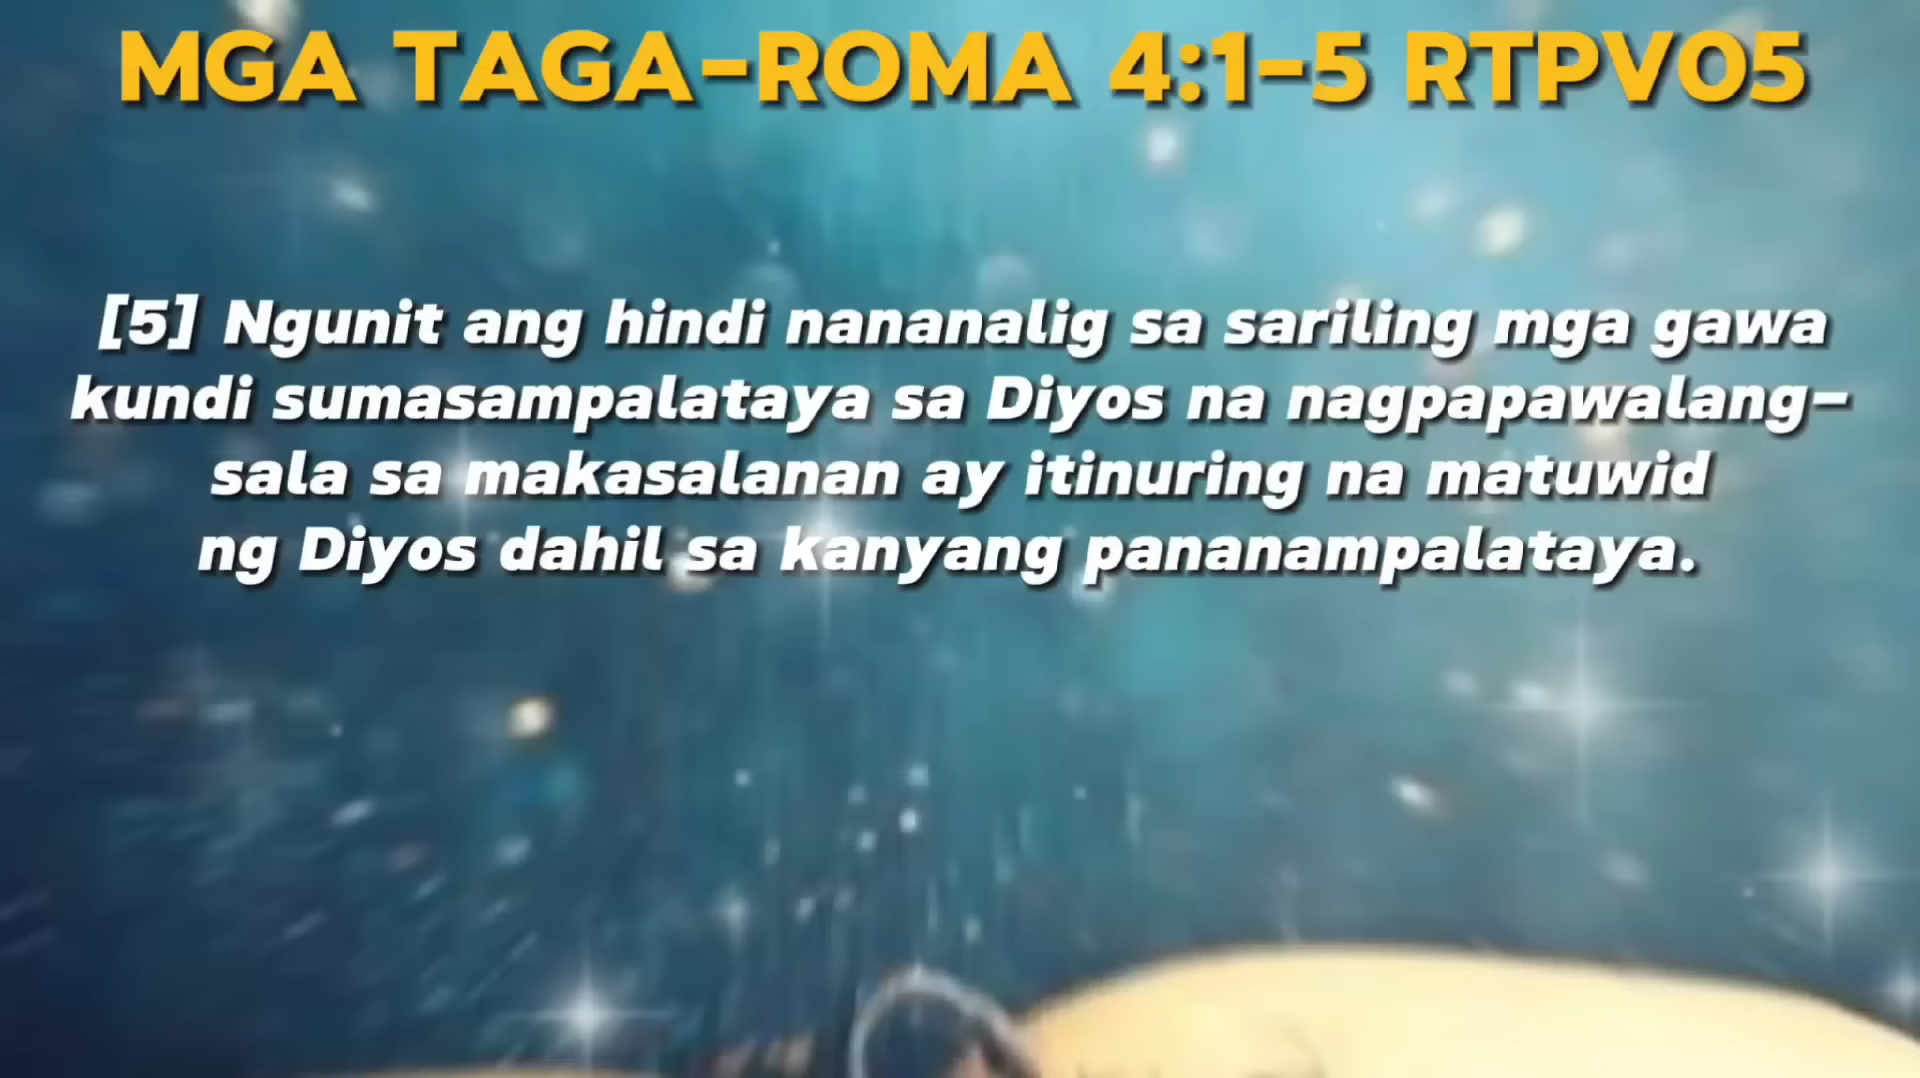 MGA TAGA-ROMA 4:1-5 RTPV05
[5] Ngunit ang hindi nananalig sa sariling mga gawa
kundi sumasampalataya sa Diyos na nagpapawalang-
sala sa makasalanan ay itinuring na matuwid
ng Diyos dahil sa kanyang pananampalataya.